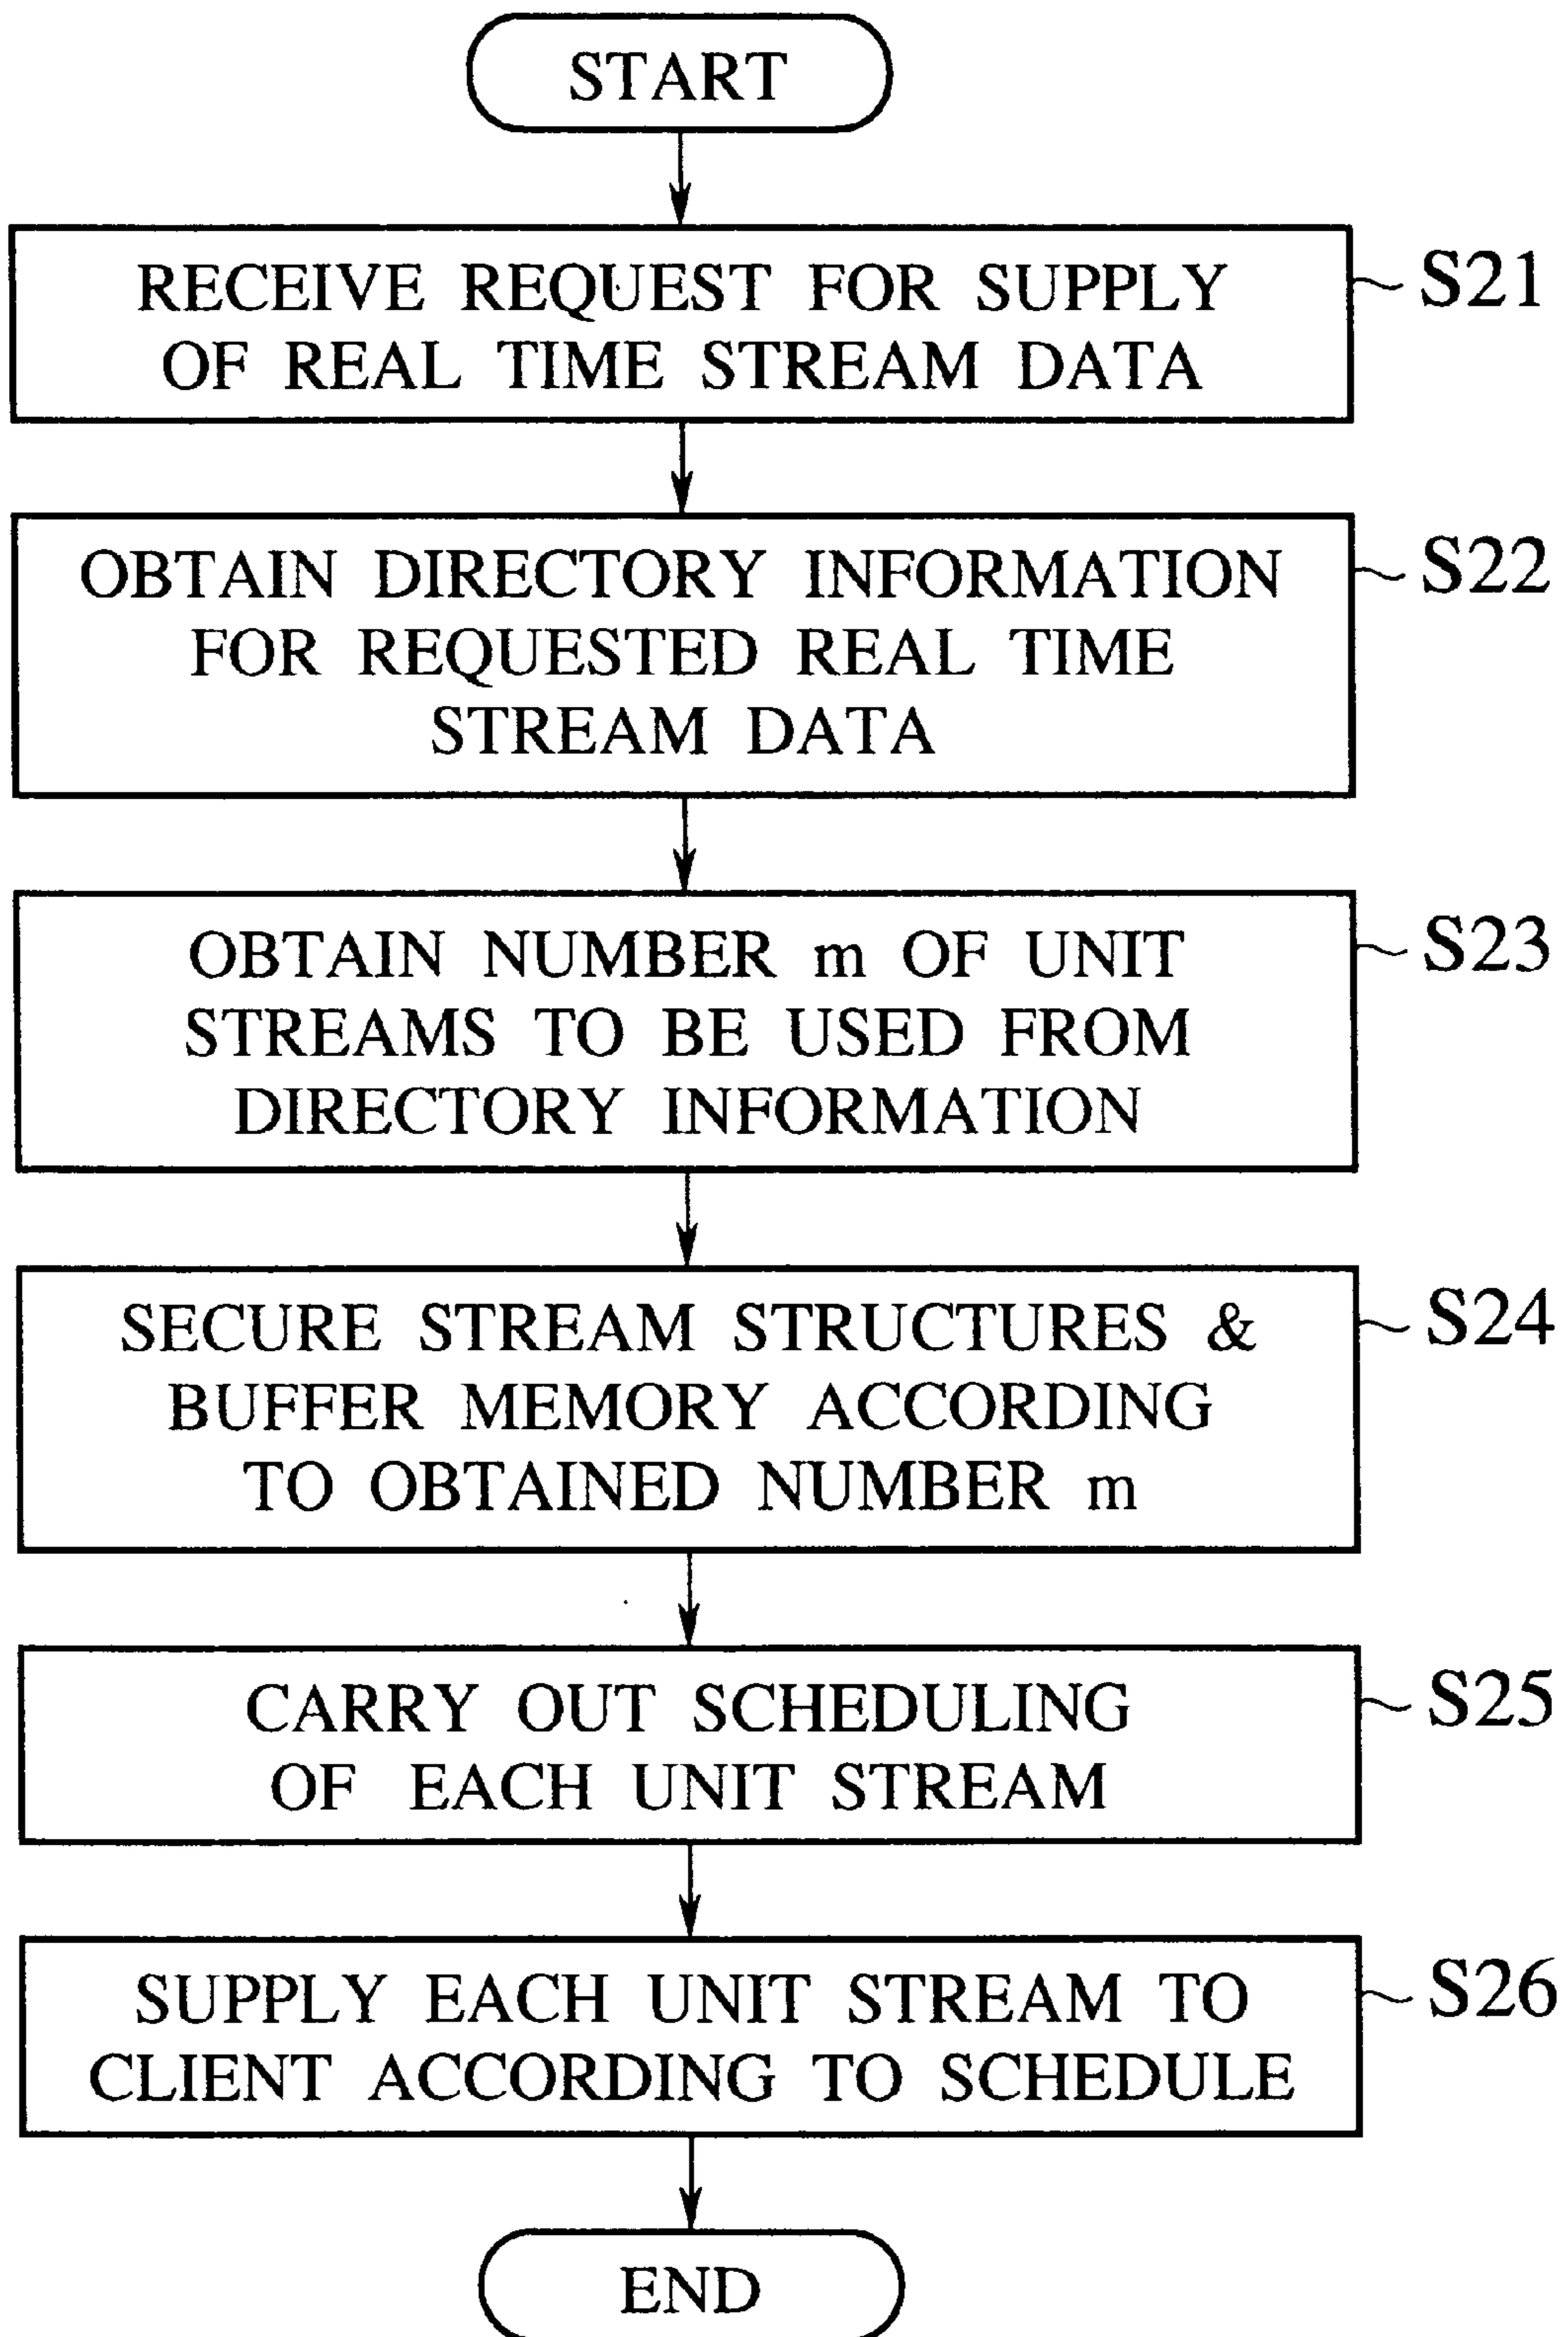 START
RECEIVE REQUEST FOR SUPPLY
OF REAL TIME STREAM DATA
S21
OBTAIN DIRECTORY INFORMATION
FOR REQUESTED REAL TIME
STREAM DATA
S22
OBTAIN NUMBER m OF UNIT
STREAMS TO BE USED FROM
DIRECTORY INFORMATION
S23
SECURE STREAM STRUCTURES &
BUFFER MEMORY ACCORDING
TO OBTAINED NUMBER m
S24
CARRY OUT SCHEDULING
OF EACH UNIT STREAM
S25
SUPPLY EACH UNIT STREAM TO
CLIENT ACCORDING TO SCHEDULE
S26
END